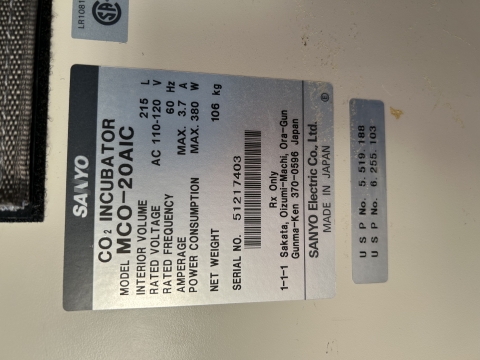 LR1081
SANYO
CO2 INCUBATOR
MODEL MCO-20AIC
INTERIOR VOLUME 215 L
RATED VOLTAGE AC 110-120 V
RATED FREQUENCY 60 Hz
AMPERAGE MAX. 3.7 A
POWER CONSUMPTION MAX. 380 W
NET WEIGHT 106 kg
SERIAL NO. 51217403
Rx Only
1-1-1 Sakata, Oizumi-Machi, Ora-Gun
Gunma-Ken 370-0596 Japan
SANYO Electric Co., Ltd.
MADE IN JAPAN
U S P No. 5.519.188
U S P No. 6.255.103